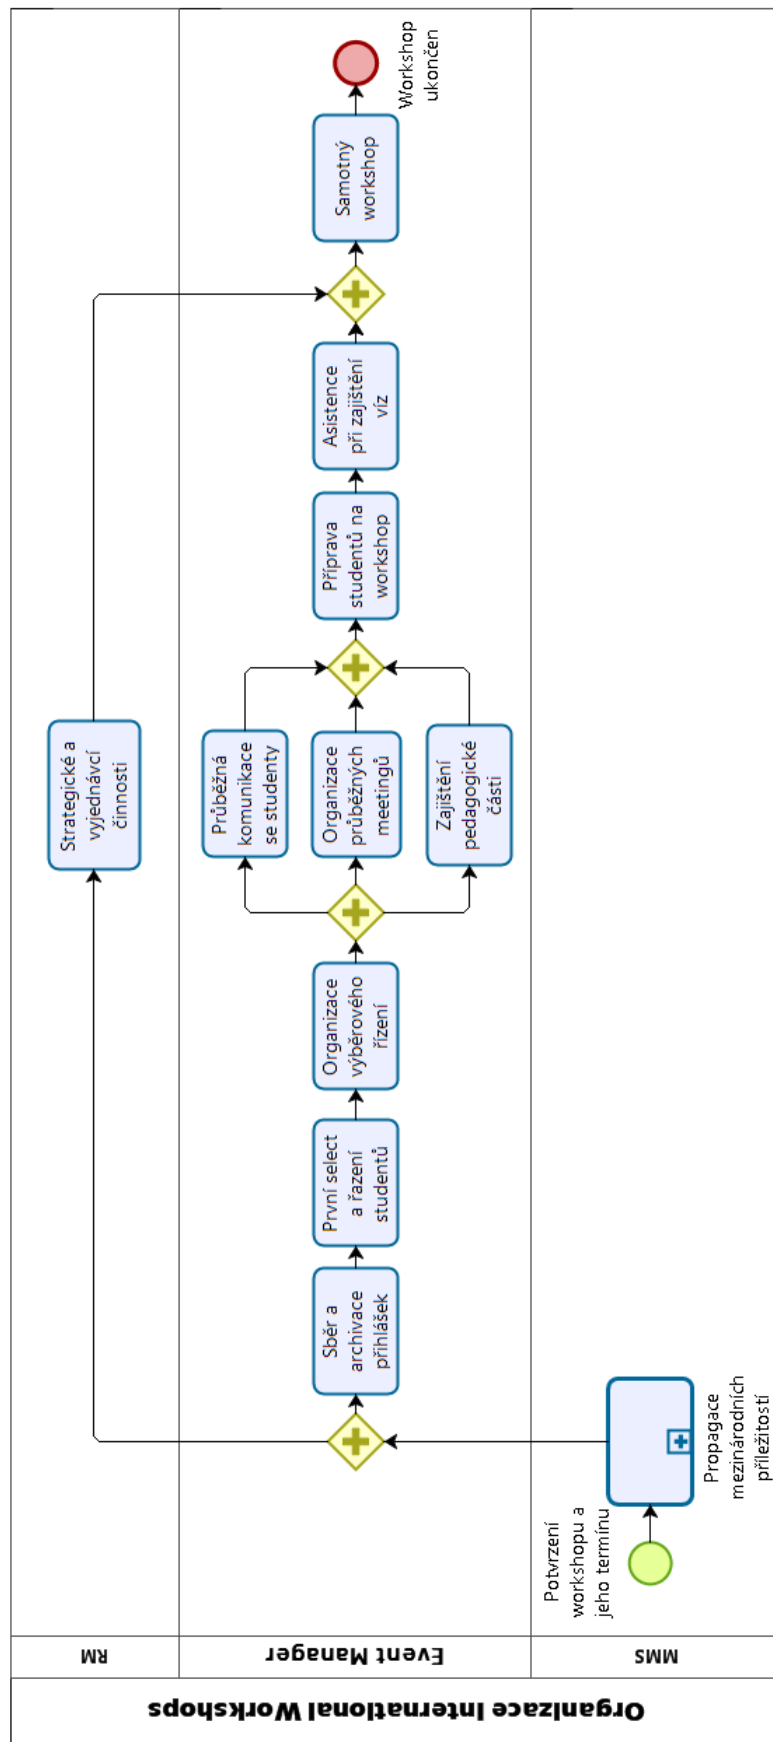 Organizace International Workshops
RM
Event Manager
MMS
Potvrzení
workshopu a
jeho termínu
Propagace
mezinárodních
příležitostí
Sběr a
archivace
přihlášek
První select
a řazení
studentů
Organizace
výběrového
řízení
Strategické a
vyjednávcí
činnosti
Průběžná
komunikace
se studenty
Organizace
průběžných
meetingů
Zajištění
pedagogické
části
Příprava
studentů na
workshop
Asistence
při zajištění
víz
Samotný
workshop
Workshop
ukončen